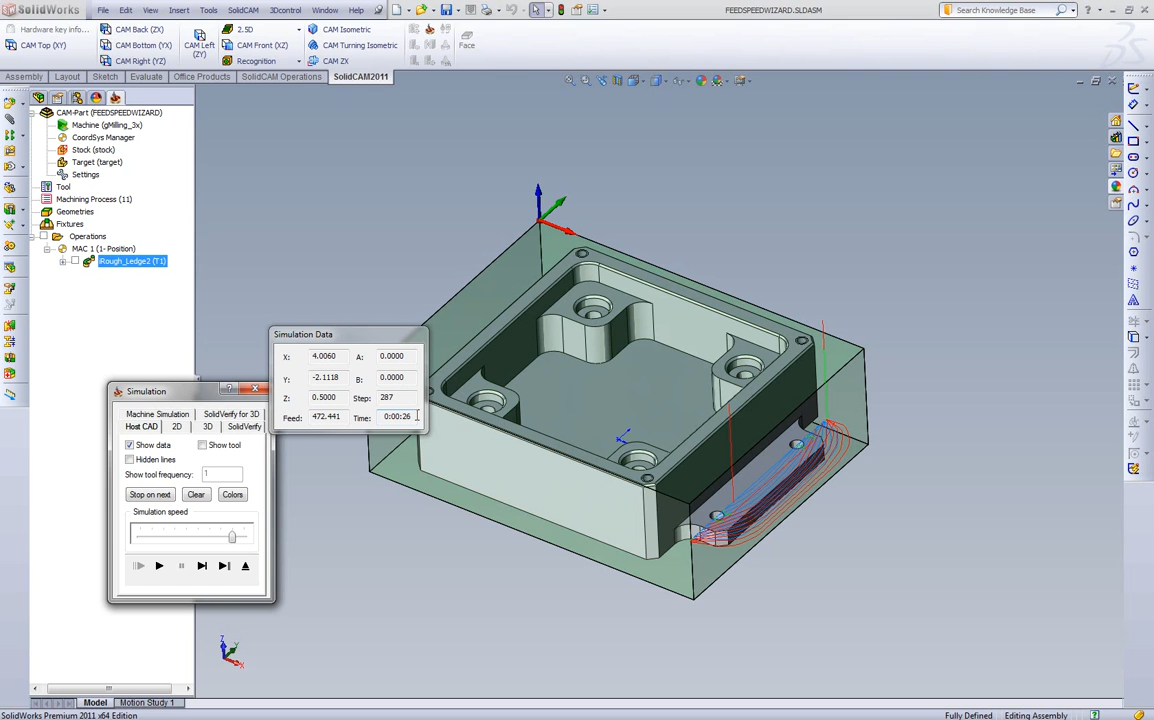 SolidWorks File Edit View Insert Tools SolidCAM 3Dcontrol Window Help FEEDSPEEDWIZARD.SLDASM Search Knowledge Base
Hardware key info... CAM Back (ZX) 2.5D CAM Isometric
CAM Top (XY) CAM Bottom (YX) CAM Left (ZY) CAM Front (XZ) CAM Turning Isometric Face
CAM Right (YZ) Recognition CAM ZX
Assembly Layout Sketch Evaluate Office Products SolidCAM Operations SolidCAM2011
CAM-Part (FEEDSPEEDWIZARD)
Machine (gMilling_3x)
CoordSys Manager
Stock (stock)
Target (target)
Settings
Tool
Machining Process (11)
Geometries
Fixtures
Operations
MAC 1 (1- Position)
iRough_Ledge2 (T1)
Simulation Data
X: 4.0060 A: 0.0000
Y: -2.1118 B: 0.0000
Z: 0.5000 Step: 287
Feed: 472.441 Time: 0:00:26
Simulation
Machine Simulation SolidVerify for 3D
Host CAD 2D 3D SolidVerify
Show data Show tool
Hidden lines
Show tool frequency: 1
Stop on next Clear Colors
Simulation speed
Z Y X
Model Motion Study 1
SolidWorks Premium 2011 x64 Edition Fully Defined Editing Assembly